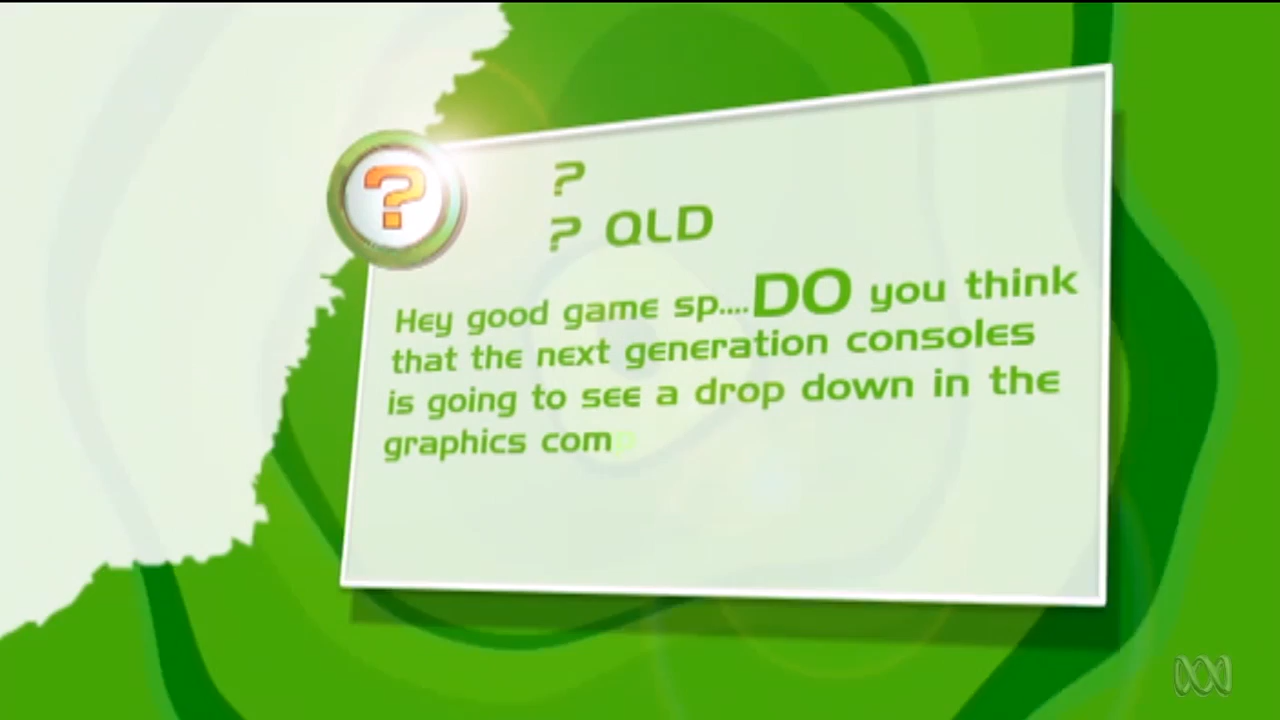 ?
?
? QLD
Hey good game sp....DO you think
that the next generation consoles
is going to see a drop down in the
graphics comp